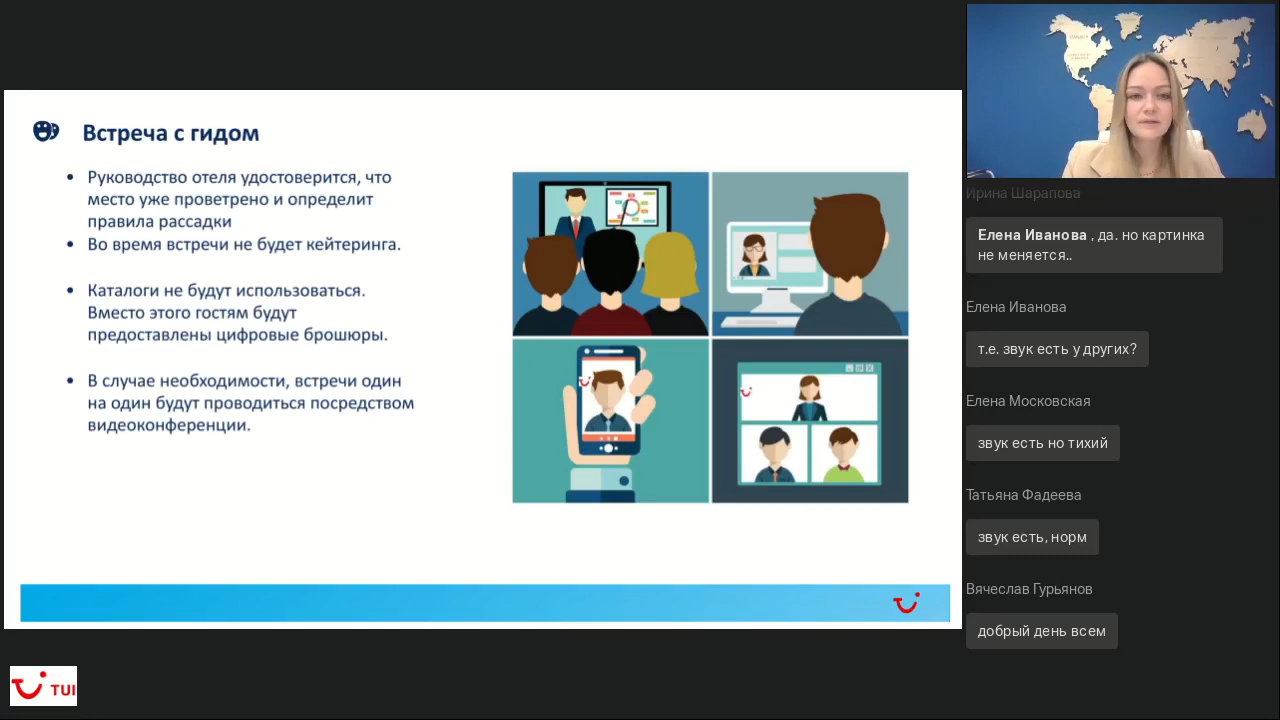 Встреча с гидом
• Руководство отеля удостоверится, что
место уже проветрено и определит
правила рассадки
• Во время встречи не будет кейтеринга.
• Каталоги не будут использоваться.
Вместо этого гостям будут
предоставлены цифровые брошюры.
• В случае необходимости, встречи один
на один будут проводиться посредством
видеоконференции.
TUI
Ирина Шарапова
Елена Иванова , да. но картинка
не меняется..
Елена Иванова
т.е. звук есть у других?
Елена Московская
звук есть но тихий
Татьяна Фадеева
звук есть, норм
Вячеслав Гурьянов
добрый день всем